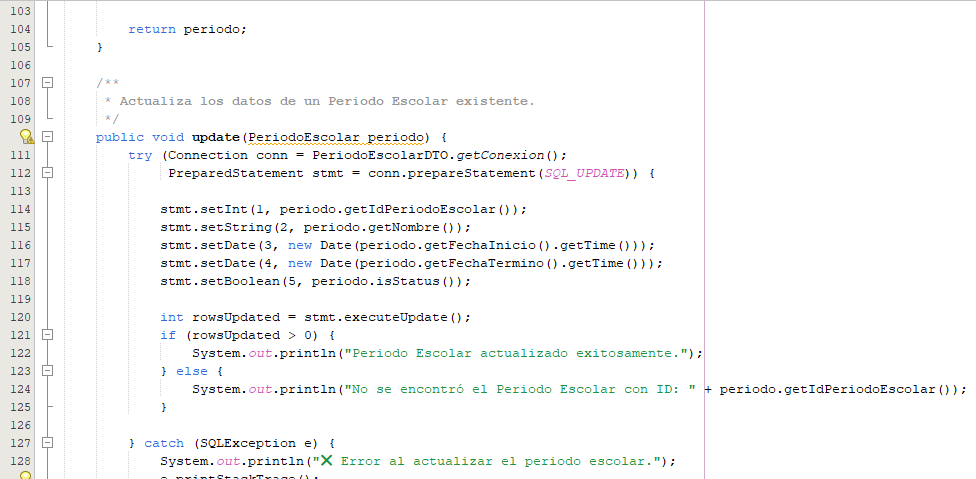 103
104 return periodo;
105 }
106
107 /**
108 * Actualiza los datos de un Periodo Escolar existente.
109 */
public void update(PeriodoEscolar periodo) {
111 try (Connection conn = PeriodoEscolarDTO.getConexion();
112 PreparedStatement stmt = conn.prepareStatement(SQL_UPDATE)) {
113
114 stmt.setInt(1, periodo.getIdPeriodoEscolar());
115 stmt.setString(2, periodo.getNombre());
116 stmt.setDate(3, new Date(periodo.getFechaInicio().getTime()));
117 stmt.setDate(4, new Date(periodo.getFechaTermino().getTime()));
118 stmt.setBoolean(5, periodo.isStatus());
119
120 int rowsUpdated = stmt.executeUpdate();
121 if (rowsUpdated > 0) {
122 System.out.println("Periodo Escolar actualizado exitosamente.");
123 } else {
124 System.out.println("No se encontró el Periodo Escolar con ID: " + periodo.getIdPeriodoEscolar());
125 }
126
127 } catch (SQLException e) {
128 System.out.println("❌ Error al actualizar el periodo escolar.");
e.printStackTrace();